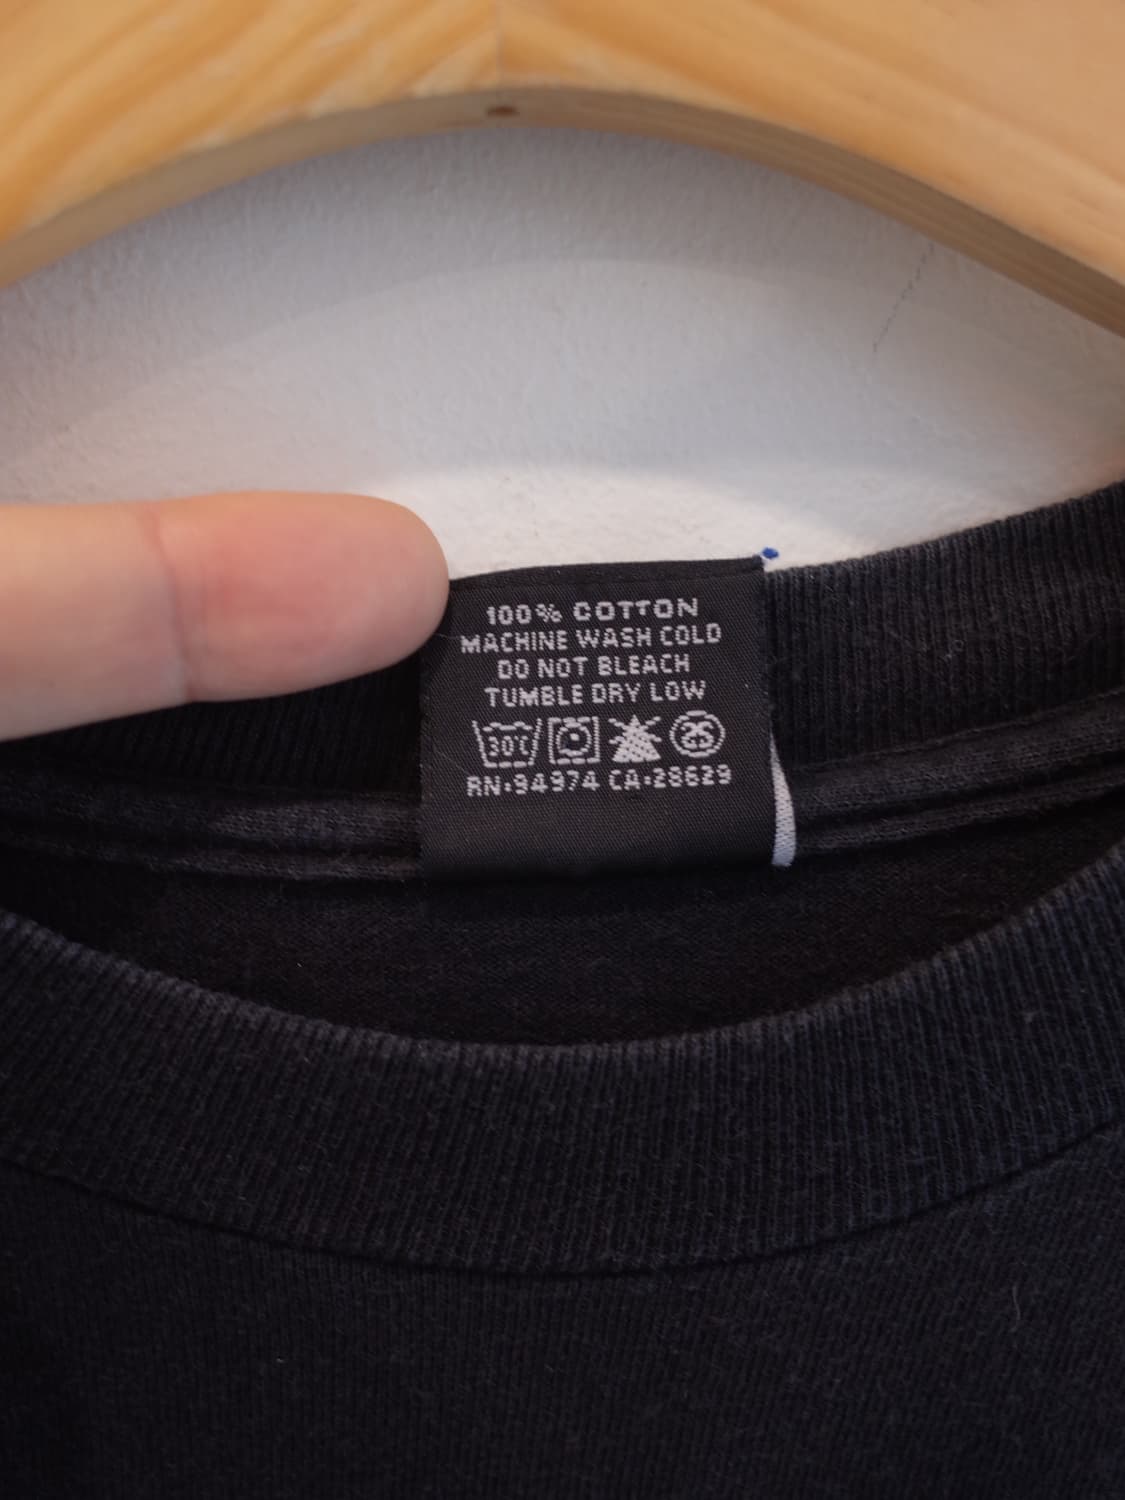 100% COTTON
MACHINE WASH COLD
DO NOT BLEACH
TUMBLE DRY LOW
30°C
RN•94974 CA•28629